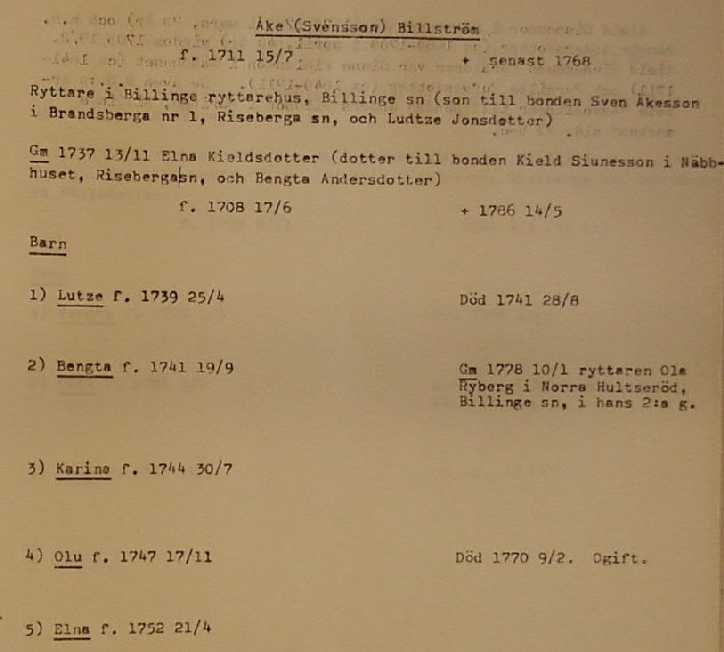 Åke (Svensson) Billström
f. 1711 15/7 + senast 1768
Ryttare i Billinge ryttarehus, Billinge sn (son till bonden Sven Åkesson
i Brandsberga nr 1, Riseberga sn, och Ludtze Jonsdotter)
Gm 1737 13/11 Elna Kieldsdotter (dotter till bonden Kield Siunesson i Näbb-
huset, Risebergasn, och Bengta Andersdotter)
f. 1708 17/6 + 1786 14/5
Barn
1) Lutze f. 1739 25/4 Död 1741 28/8
2) Bengta f. 1741 19/9 Gm 1778 10/1 ryttaren Ola
Ryberg i Norra Hultseröd,
Billinge sn, i hans 2:a g.
3) Karina f. 1744 30/7
4) Olu f. 1747 17/11 Död 1770 9/2. Ogift.
5) Elna f. 1752 21/4